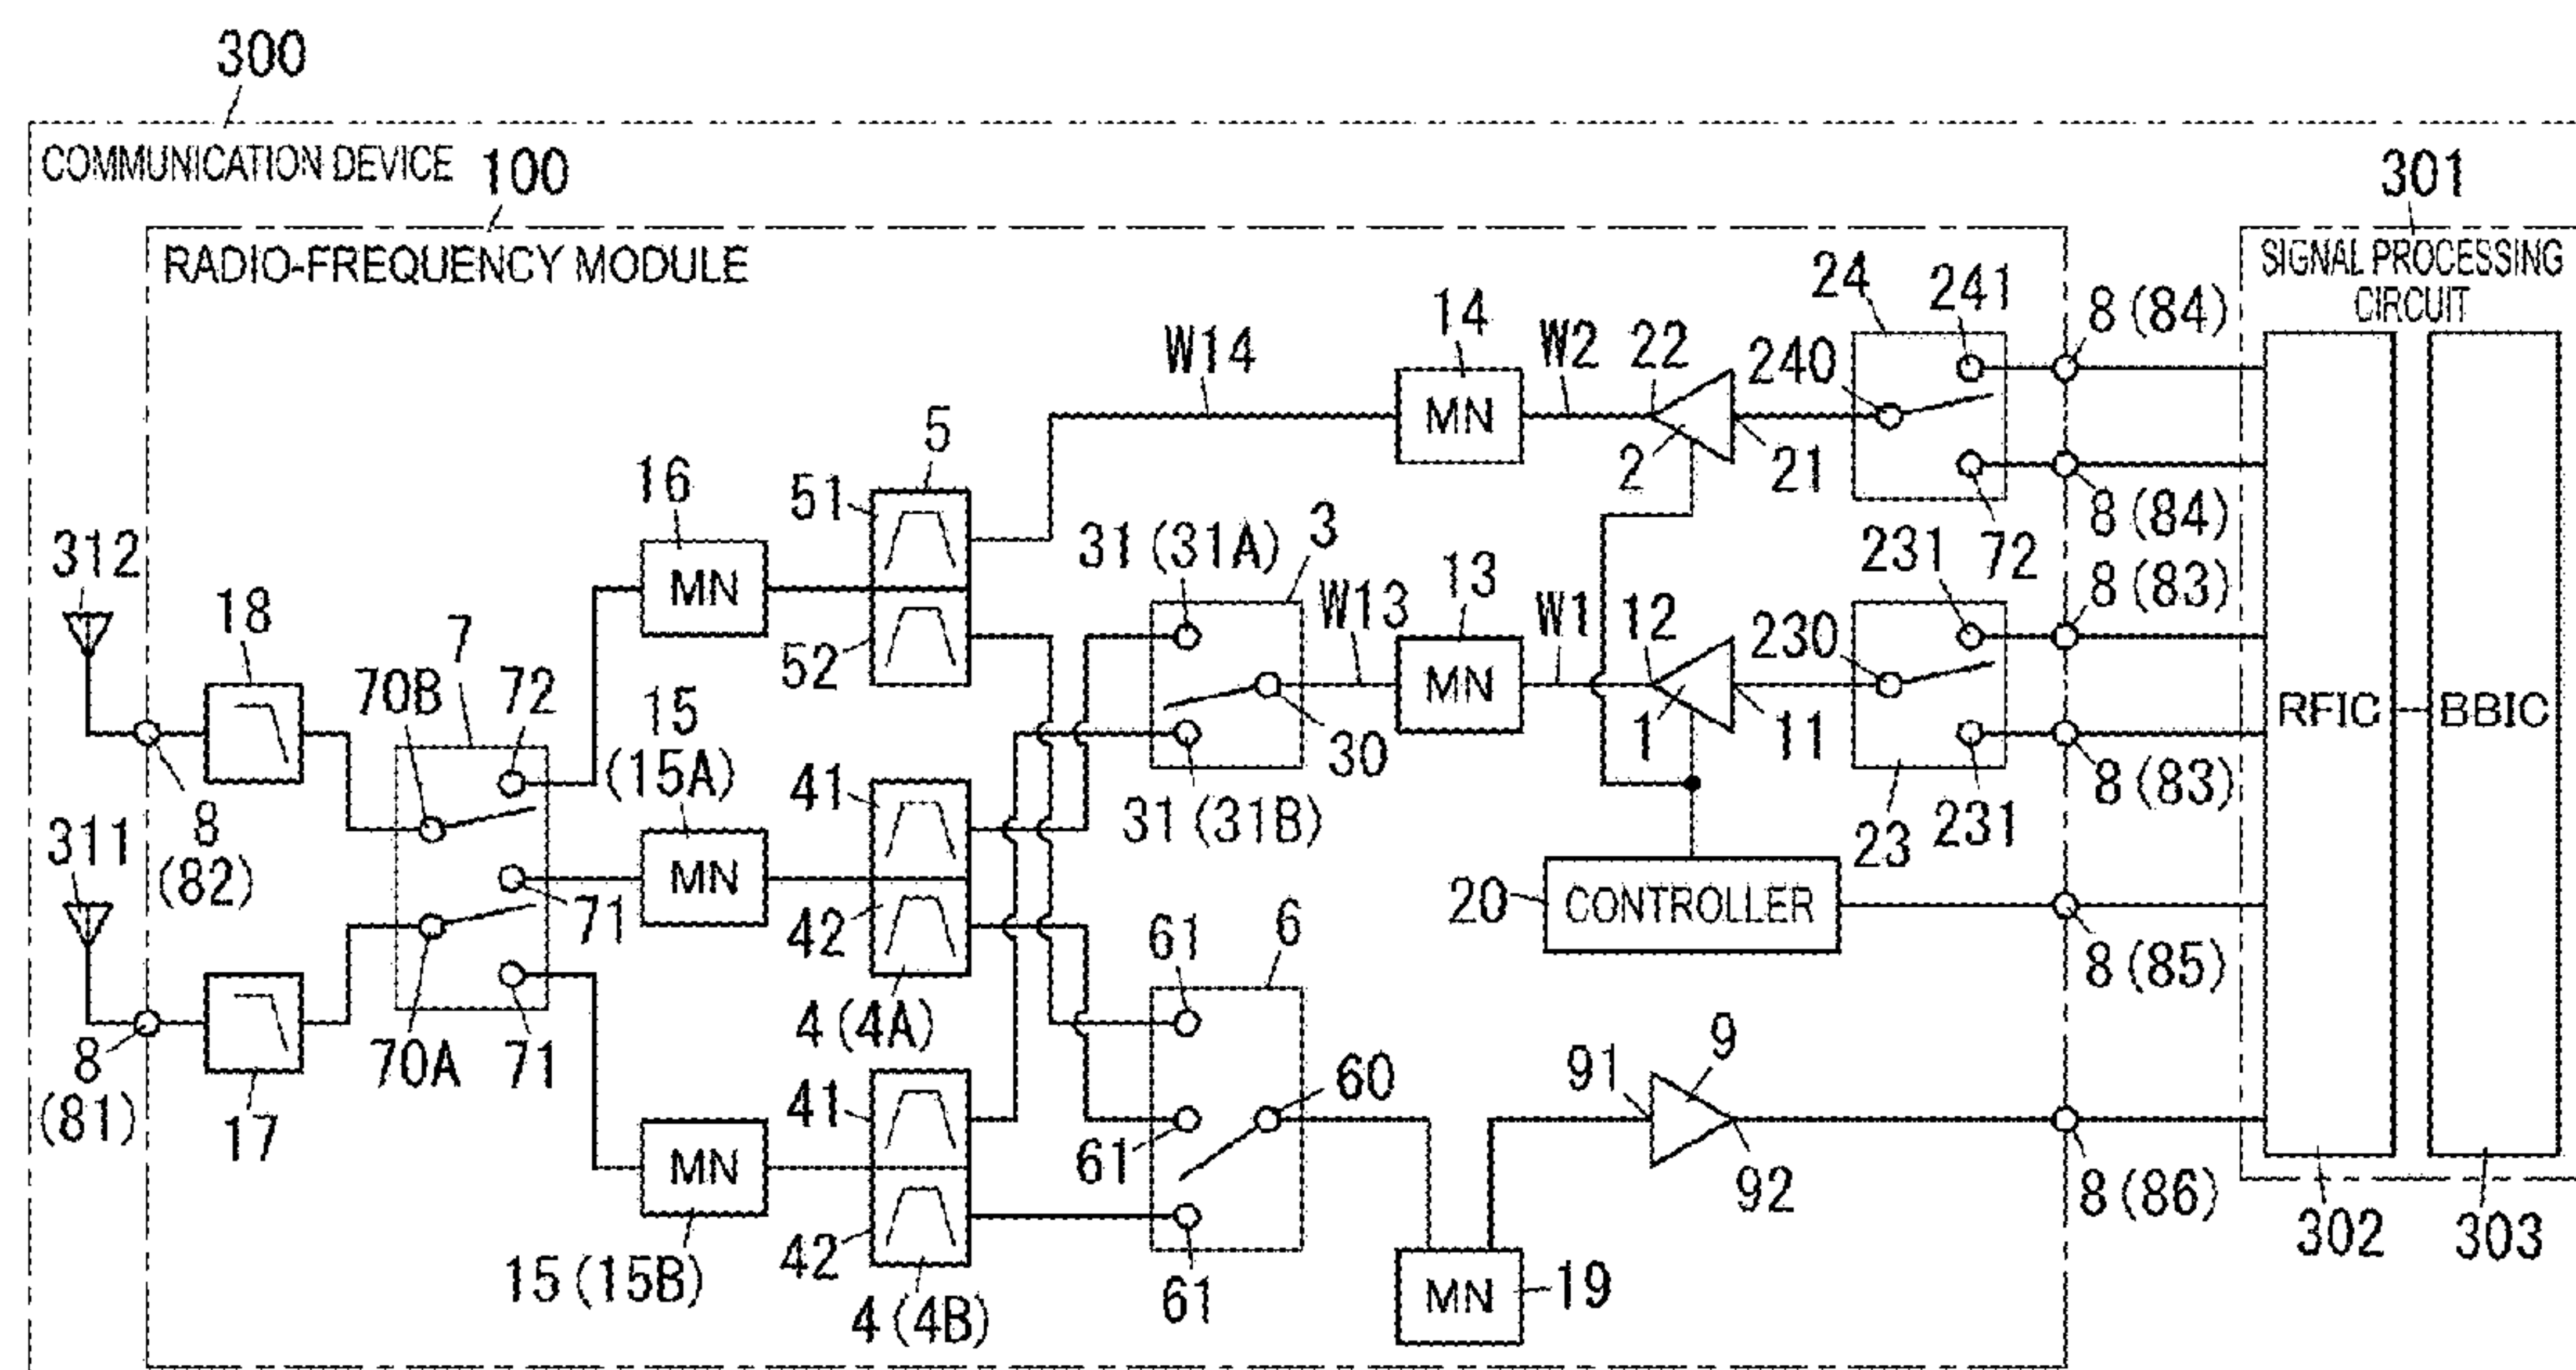 300
COMMUNICATION DEVICE 100
301
RADIO-FREQUENCY MODULE
SIGNAL PROCESSING
CIRCUIT
24 241
8 (84)
14
W14
W2 22
240
MN
5
2
21
16
51
72
8 (84)
31 (31A) 3
231
312
MN
13
8 (83)
18
W13
W1 12
230
7
52
MN
RFIC
BBIC
70B
72
15
(15A)
30
1
11
41
31 (31B)
23
231
8 (83)
8
(82)
311
MN
71
42
6
20
CONTROLLER
61
8 (85)
4 (4A)
8
(81)
70A
71
17
41
60
91
9
MN
61
92
8 (86)
302
303
15 (15B)
42
4 (4B)
61
MN
19